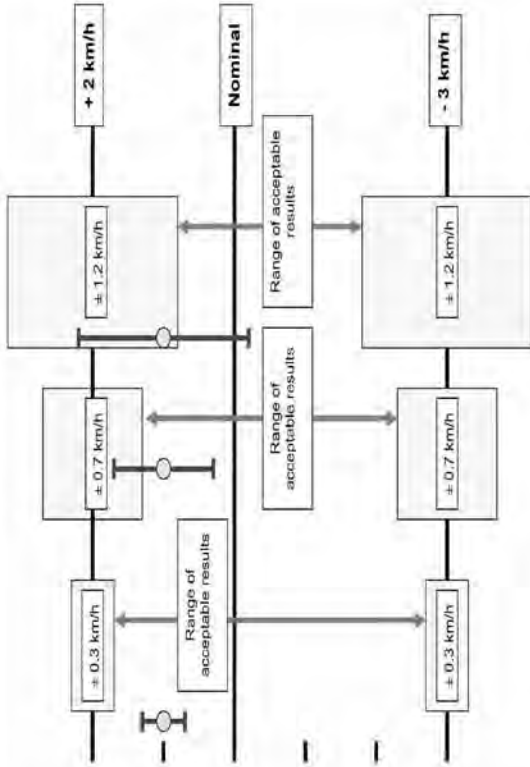 + 2 km/h
± 0.3 km/h
± 0.7 km/h
± 1.2 km/h
Nominal
Range of
acceptable results
Range of
acceptable results
Range of acceptable
results
- 3 km/h
± 0.3 km/h
± 0.7 km/h
± 1.2 km/h